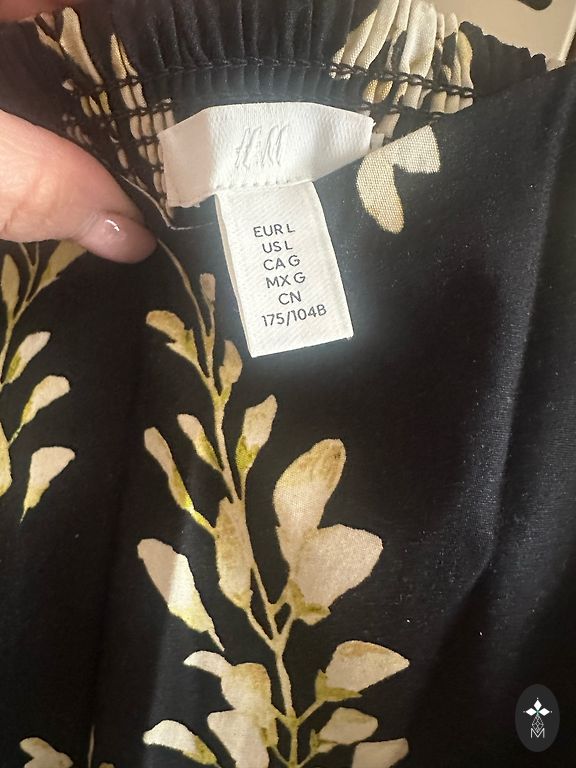 H&M
EUR L
US L
CA G
MX G
CN
175/104B
M